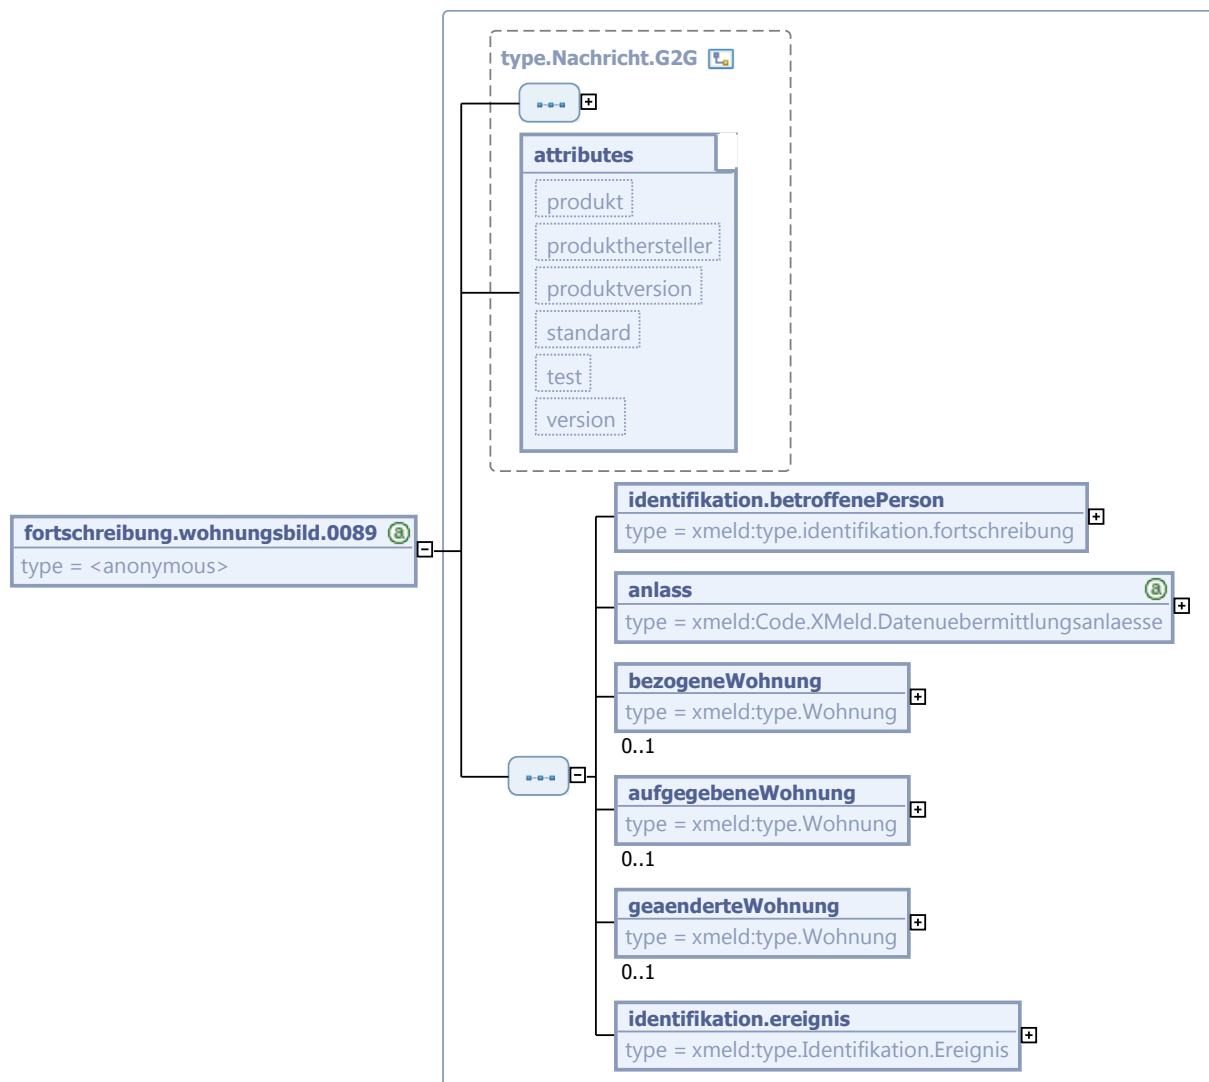 type.Nachricht.G2G
attributes
produkt
produkthersteller
produktversion
standard
test
version
fortschreibung.wohnungsbild.0089 a
type = <anonymous>
identifikation.betroffenePerson
type = xmeld:type.identifikation.fortschreibung
anlass a
type = xmeld:Code.XMeld.Datenuebermittlungsanlaesse
bezogeneWohnung
type = xmeld:type.Wohnung
0..1
aufgegebeneWohnung
type = xmeld:type.Wohnung
0..1
geaenderteWohnung
type = xmeld:type.Wohnung
0..1
identifikation.ereignis
type = xmeld:type.Identifikation.Ereignis